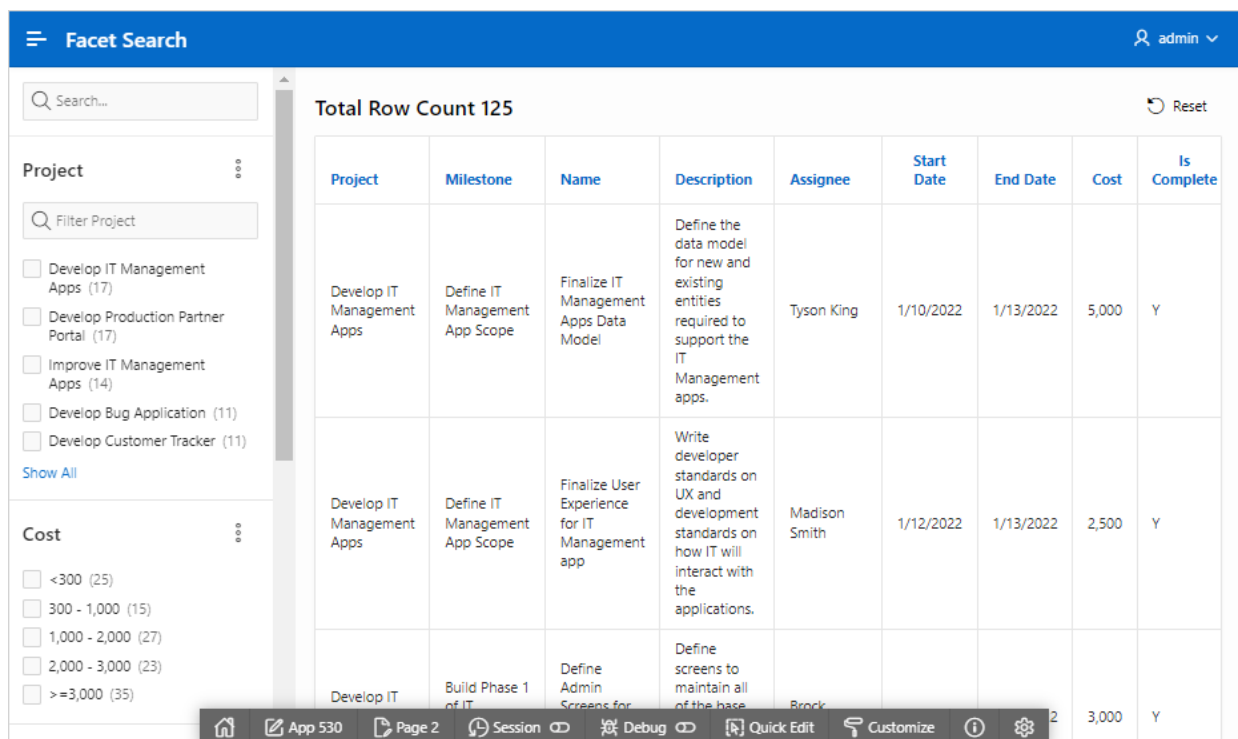 Facet Search
admin
Search...
Project
Filter Project
Develop IT Management
Apps (17)
Develop Production Partner
Portal (17)
Improve IT Management
Apps (14)
Develop Bug Application (11)
Develop Customer Tracker (11)
Show All
Cost
<300 (25)
300 - 1,000 (15)
1,000 - 2,000 (27)
2,000 - 3,000 (23)
>=3,000 (35)
Total Row Count 125
Reset
Project
Milestone
Name
Description
Assignee
Start
Date
End Date
Cost
Is
Complete
Develop IT
Management
Apps
Define IT
Management
App Scope
Finalize IT
Management
Apps Data
Model
Define the
data model
for new and
existing
entities
required to
support the
IT
Management
apps.
Tyson King
1/10/2022
1/13/2022
5,000
Y
Develop IT
Management
Apps
Define IT
Management
App Scope
Finalize User
Experience
for IT
Management
app
Write
developer
standards on
UX and
development
standards on
how IT will
interact with
the
applications.
Madison
Smith
1/12/2022
1/13/2022
2,500
Y
Develop IT
Build Phase 1
of IT
Define
Admin
Screens for
Define
screens to
maintain all
of the base
Brock
2
3,000
Y
App 530
Page 2
Session
Debug
Quick Edit
Customize